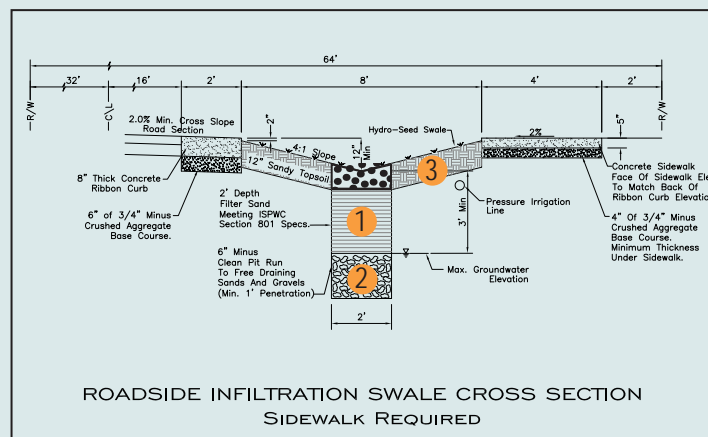 64'
32'
16'
2'
8'
4'
2'
R/W
C\L
R/W
2.0% Min. Cross Slope
Road Section
2"
4:1 Slope
12"
Min
Hydro-Seed Swale
2%
5"
12" Sandy Topsoil
3
8" Thick Concrete
Ribbon Curb
6" of 3/4" Minus
Crushed Aggregate
Base Course.
2' Depth
Filter Sand
Meeting ISPWC
Section 801 Specs.
1
3' Min
Pressure Irrigation
Line
Concrete Sidewalk
Face Of Sidewalk Ele
To Match Back Of
Ribbon Curb Elevatio
4" Of 3/4" Minus
Crushed Aggregate
Base Course.
Minimum Thickness
Under Sidewalk.
6" Minus
Clean Pit Run
To Free Draining
Sands And Gravels
(Min. 1' Penetration)
2
Max. Groundwater
Elevation
2'
ROADSIDE INFILTRATION SWALE CROSS SECTION
SIDEWALK REQUIRED